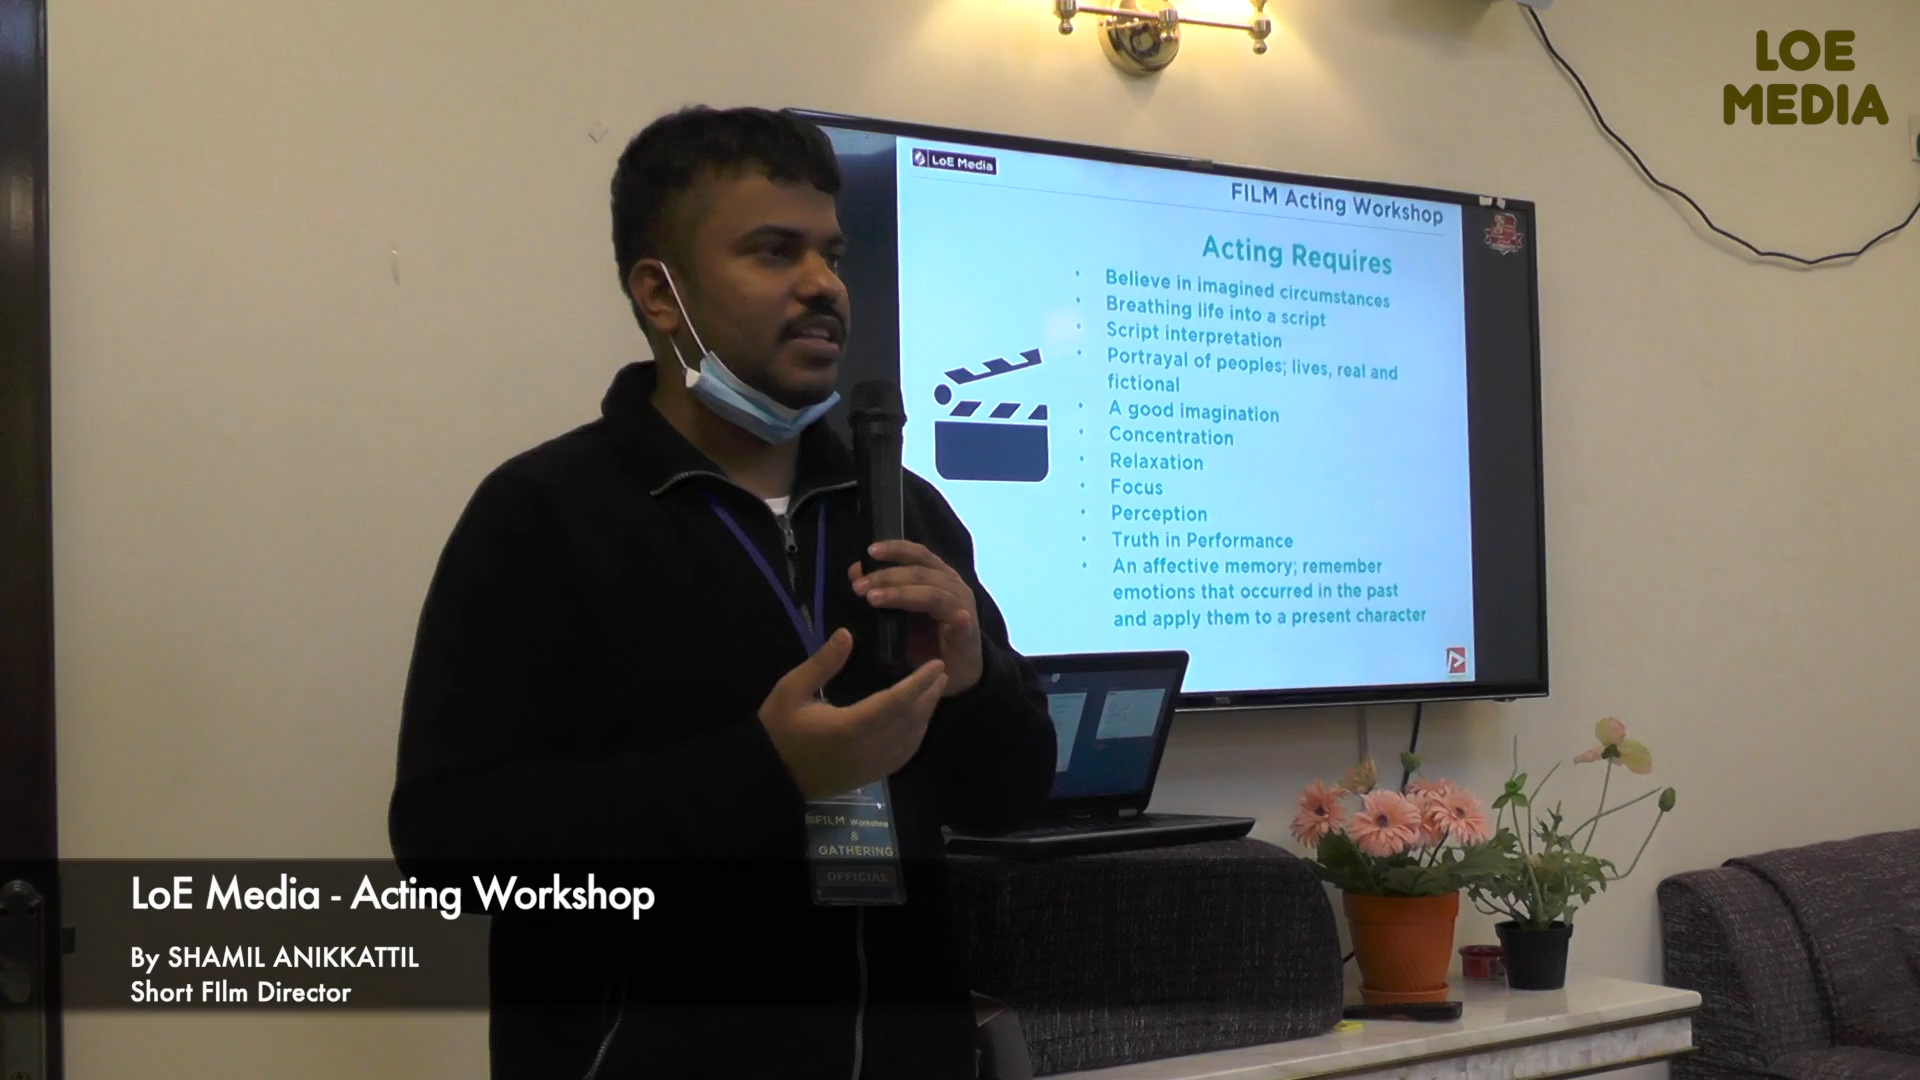 LOE
MEDIA
LoE Media
FILM Acting Workshop
Acting Requires
• Believe in imagined circumstances
• Breathing life into a script
• Script interpretation
• Portrayal of peoples; lives, real and
fictional
• A good imagination
• Concentration
• Relaxation
• Focus
• Perception
• Truth in Performance
• An affective memory; remember
emotions that occurred in the past
and apply them to a present character
FILM Workshop
&
GATHERING
OFFICIAL
LoE Media - Acting Workshop
By SHAMIL ANIKKATTIL
Short FIlm Director